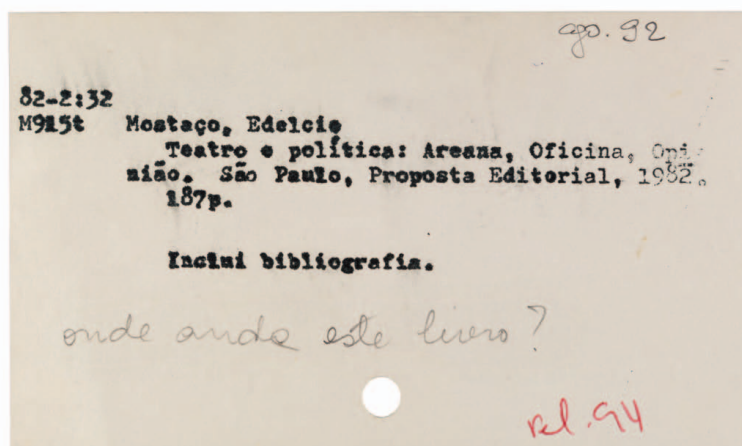 ago. 92
82-2:32
M915t Mostaço, Edelcio
Teatro e política: Areana, Oficina, Opi
nião. São Paulo, Proposta Editorial, 1982.
187p.
Inclui bibliografia.
onde anda este livro?
rel. 94